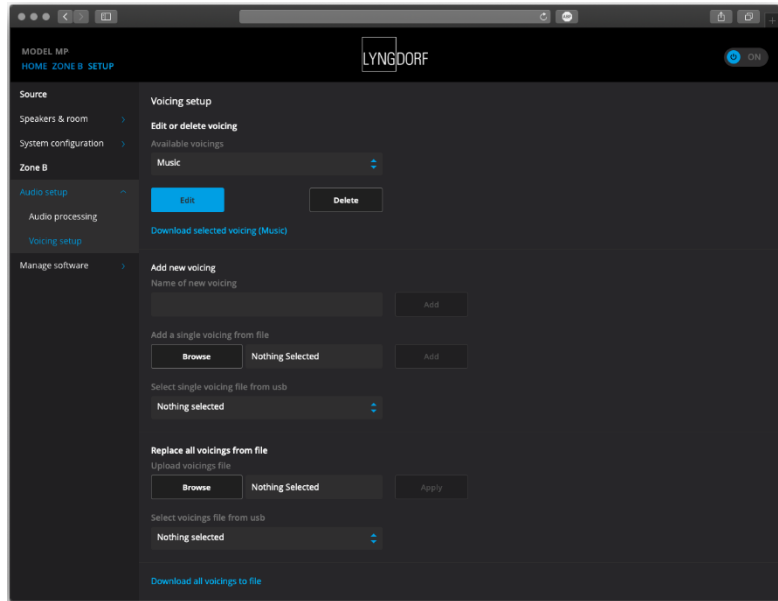 MODEL MP
HOME ZONE B SETUP
LYNGDORF
ON
Source
Speakers & room
System configuration
Zone B
Audio setup
Audio processing
Voicing setup
Manage software
Voicing setup
Edit or delete voicing
Available voicings
Music
Edit Delete
Download selected voicing (Music)
Add new voicing
Name of new voicing
Add
Add a single voicing from file
Browse Nothing Selected Add
Select single voicing file from usb
Nothing selected
Replace all voicings from file
Upload voicings file
Browse Nothing Selected Apply
Select voicings file from usb
Nothing selected
Download all voicings to file